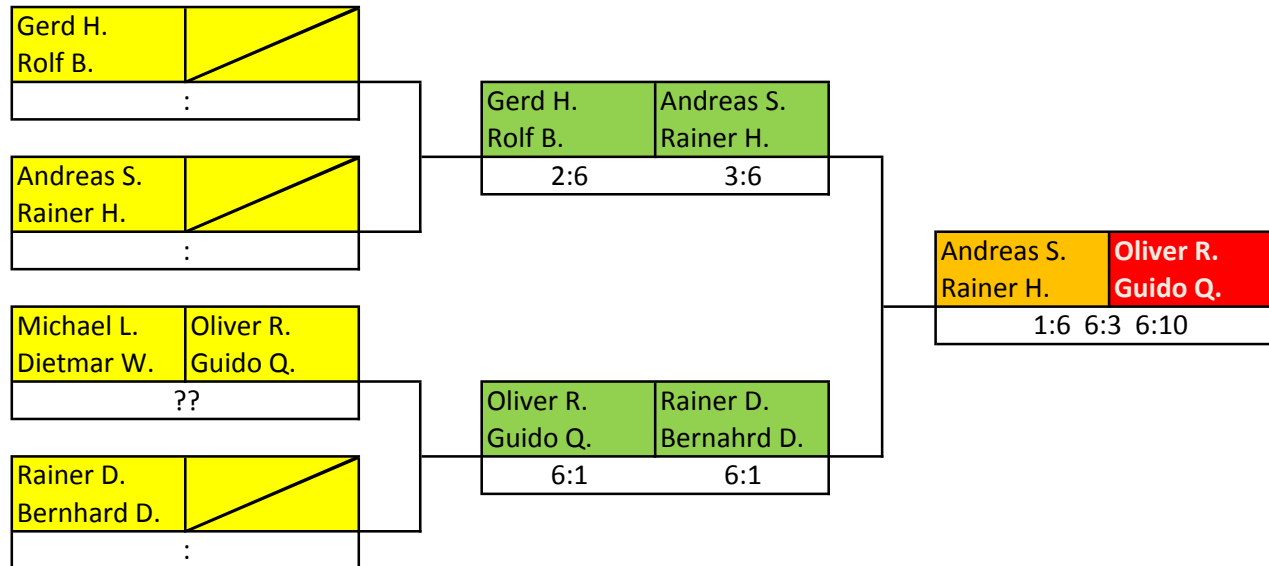 Gerd H.
Rolf B.
:
Andreas S.
Rainer H.
:
Michael L. Oliver R.
Dietmar W. Guido Q.
??
Rainer D.
Bernhard D.
:
Gerd H. Andreas S.
Rolf B. Rainer H.
2:6 3:6
Oliver R. Rainer D.
Guido Q. Bernahrd D.
6:1 6:1
Andreas S. Oliver R.
Rainer H. Guido Q.
1:6 6:3 6:10